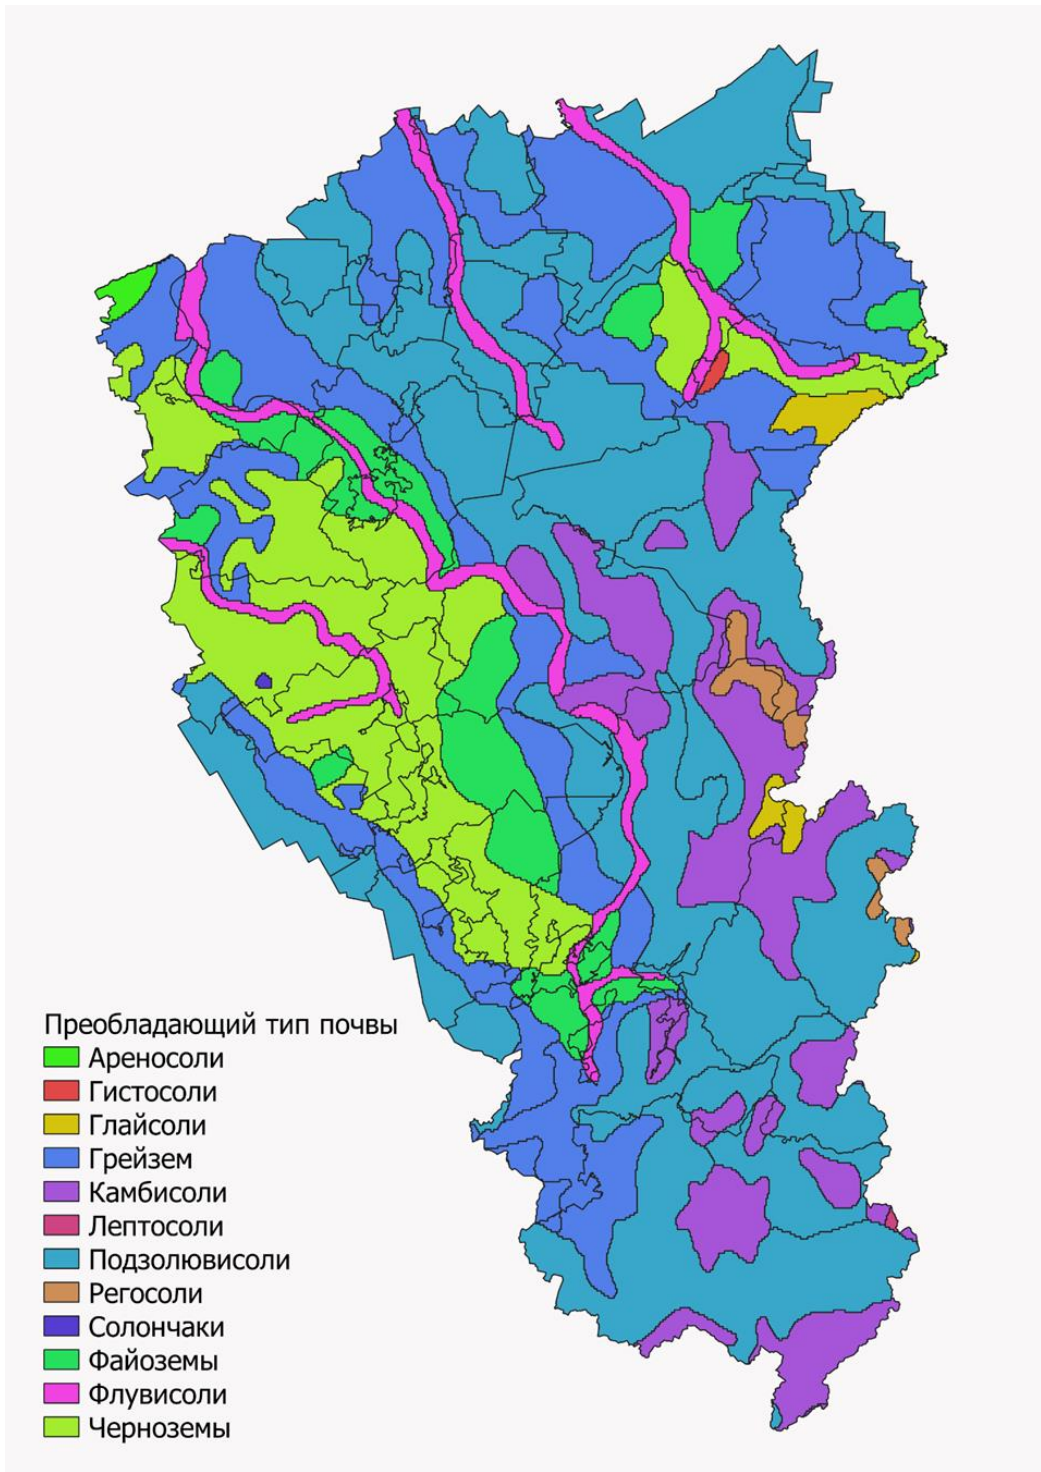 Преобладающий тип почвы
Ареносоли
Гистосоли
Глайсоли
Грейзем
Камбисоли
Лептосоли
Подзолювисоли
Регосоли
Солончаки
Файоземы
Флувисоли
Черноземы